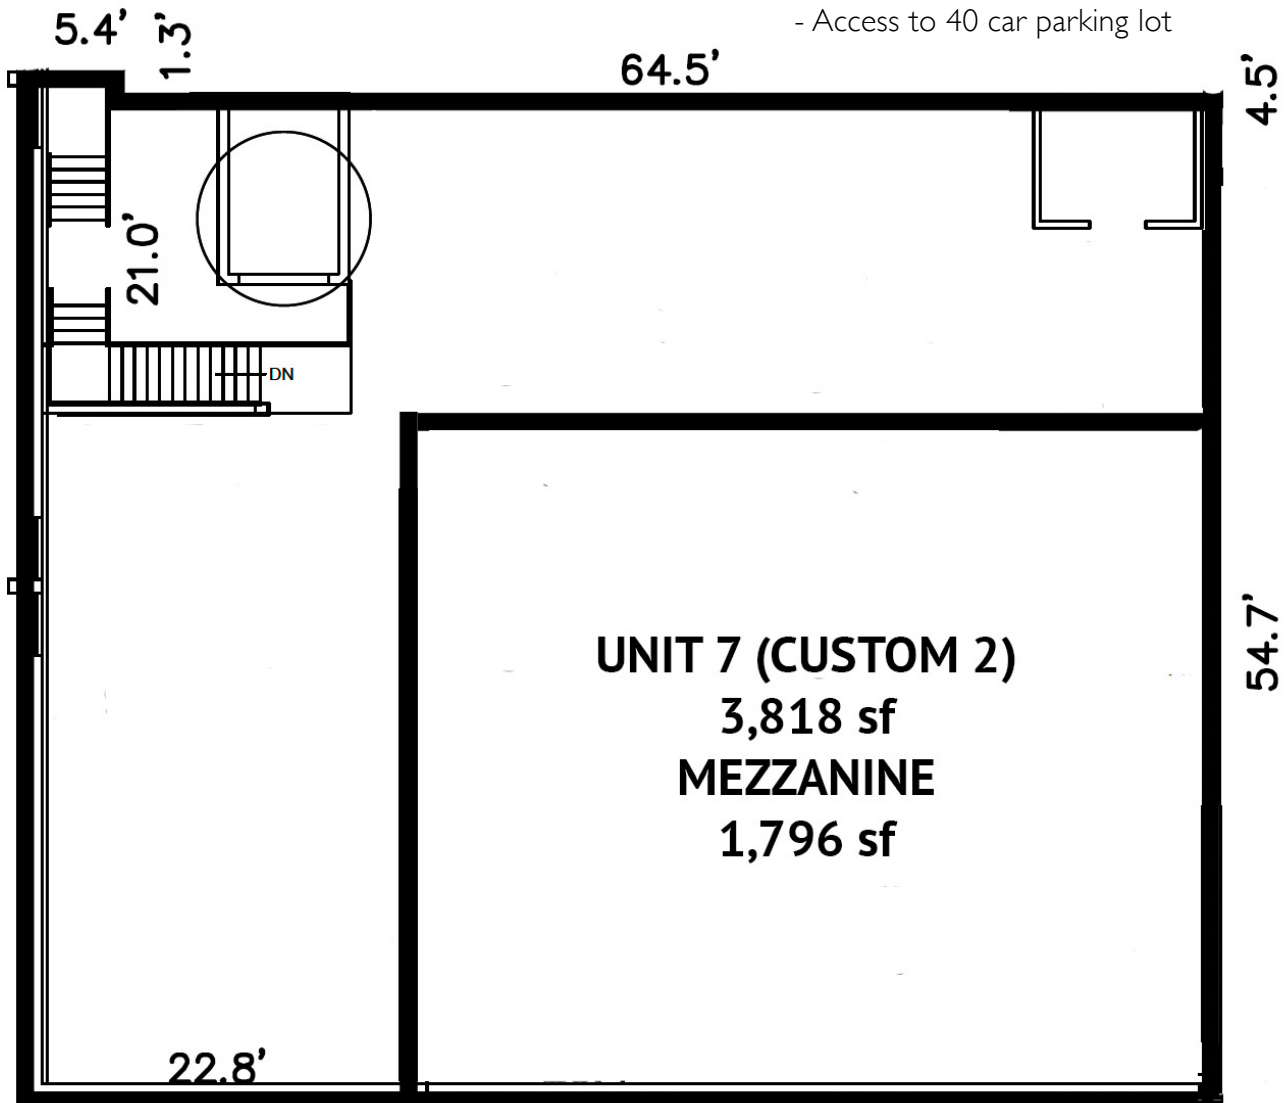 - Access to 40 car parking lot
5.4'
1.3'
64.5'
4.5'
21.0'
DN
UNIT 7 (CUSTOM 2)
3,818 sf
MEZZANINE
1,796 sf
54.7'
22.8'